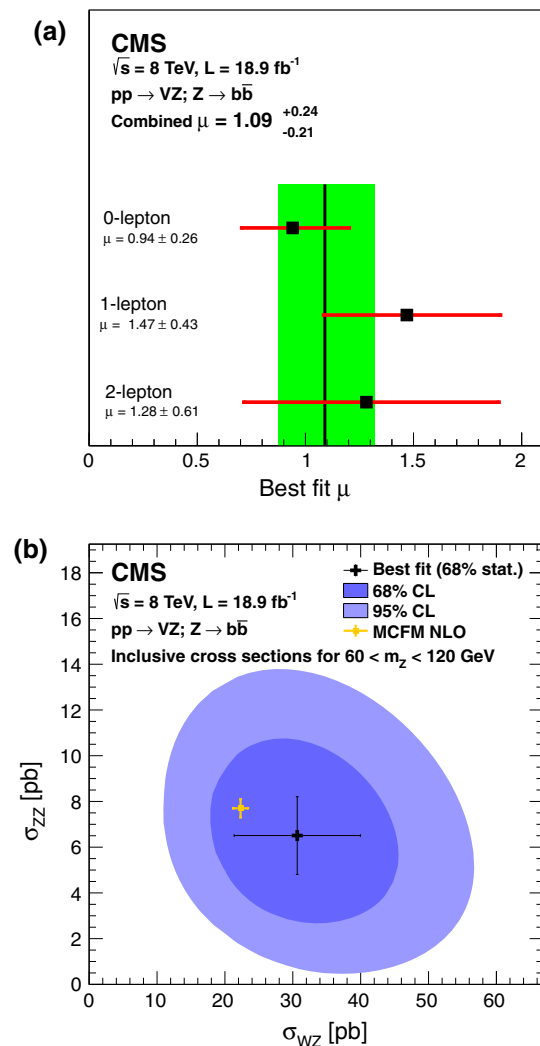 (a)
CMS
√s = 8 TeV, L = 18.9 fb⁻¹
pp → VZ; Z → bb̅
Combined μ = 1.09 +0.24 -0.21
0-lepton
μ = 0.94 ± 0.26
1-lepton
μ = 1.47 ± 0.43
2-lepton
μ = 1.28 ± 0.61
0 0.5 1 1.5 2
Best fit μ
(b)
CMS
√s = 8 TeV, L = 18.9 fb⁻¹
pp → VZ; Z → bb̅
Inclusive cross sections for 60 < m_Z < 120 GeV
Best fit (68% stat.)
68% CL
95% CL
MCFM NLO
σ_ZZ [pb]
18
16
14
12
10
8
6
4
2
0
0 10 20 30 40 50 60
σ_WZ [pb]